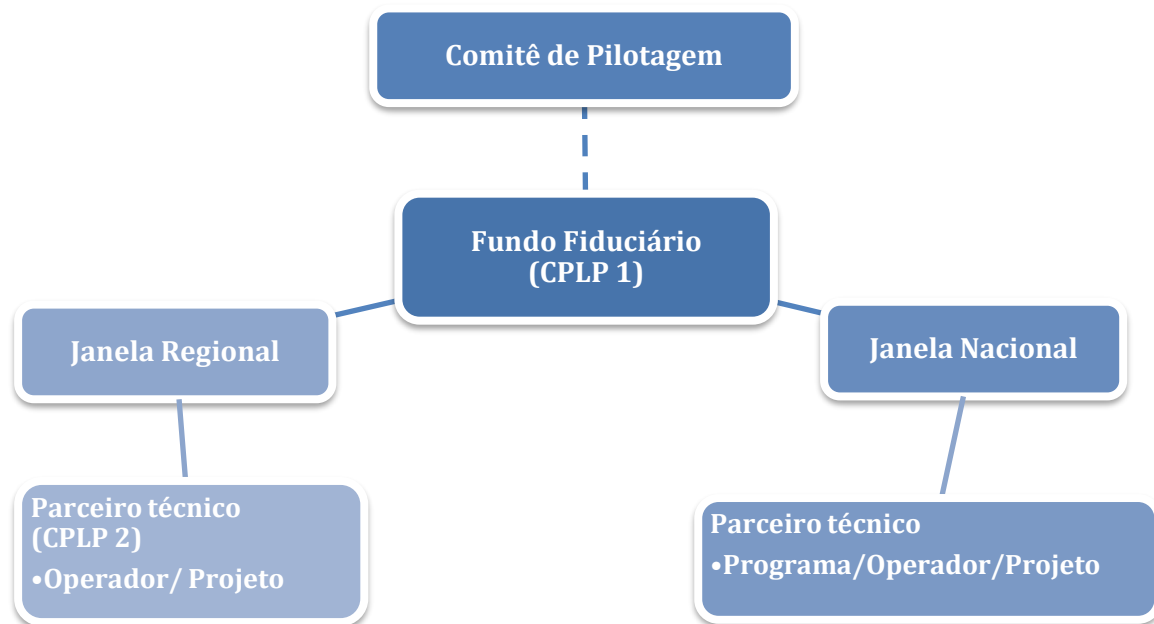 Comitê de Pilotagem
Fundo Fiduciário
(CPLP 1)
Janela Regional
Janela Nacional
Parceiro técnico
(CPLP 2)
•Operador/ Projeto
Parceiro técnico
•Programa/Operador/Projeto